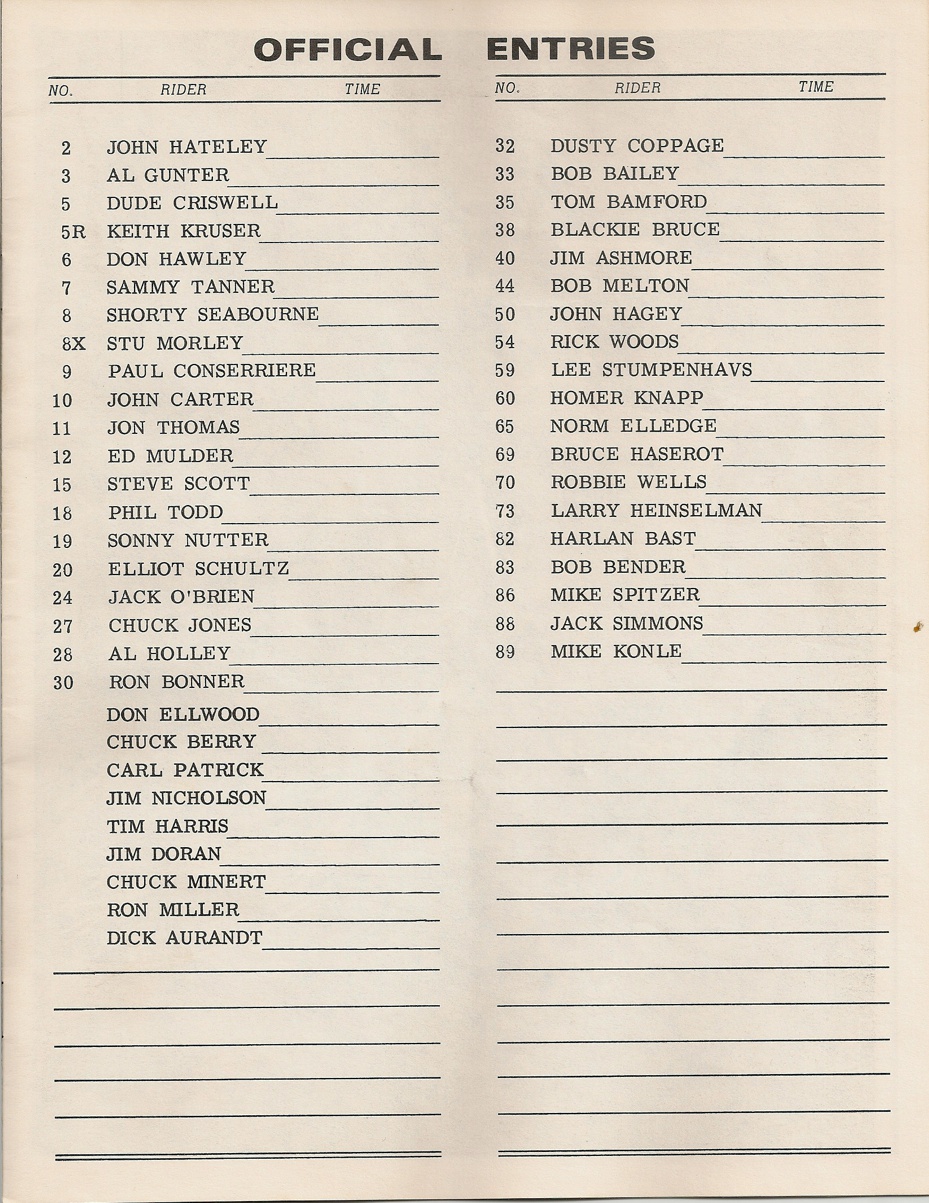 OFFICIAL ENTRIES
NO. RIDER TIME
2 JOHN HATELEY
3 AL GUNTER
5 DUDE CRISWELL
5R KEITH KRUSER
6 DON HAWLEY
7 SAMMY TANNER
8 SHORTY SEABOURNE
8X STU MORLEY
9 PAUL CONSERRIERE
10 JOHN CARTER
11 JON THOMAS
12 ED MULDER
15 STEVE SCOTT
18 PHIL TODD
19 SONNY NUTTER
20 ELLIOT SCHULTZ
24 JACK O'BRIEN
27 CHUCK JONES
28 AL HOLLEY
30 RON BONNER
DON ELLWOOD
CHUCK BERRY
CARL PATRICK
JIM NICHOLSON
TIM HARRIS
JIM DORAN
CHUCK MINERT
RON MILLER
DICK AURANDT
NO. RIDER TIME
32 DUSTY COPPAGE
33 BOB BAILEY
35 TOM BAMFORD
38 BLACKIE BRUCE
40 JIM ASHMORE
44 BOB MELTON
50 JOHN HAGEY
54 RICK WOODS
59 LEE STUMPENHAVS
60 HOMER KNAPP
65 NORM ELLEDGE
69 BRUCE HASEROT
70 ROBBIE WELLS
73 LARRY HEINSELMAN
82 HARLAN BAST
83 BOB BENDER
86 MIKE SPITZER
88 JACK SIMMONS
89 MIKE KONLE